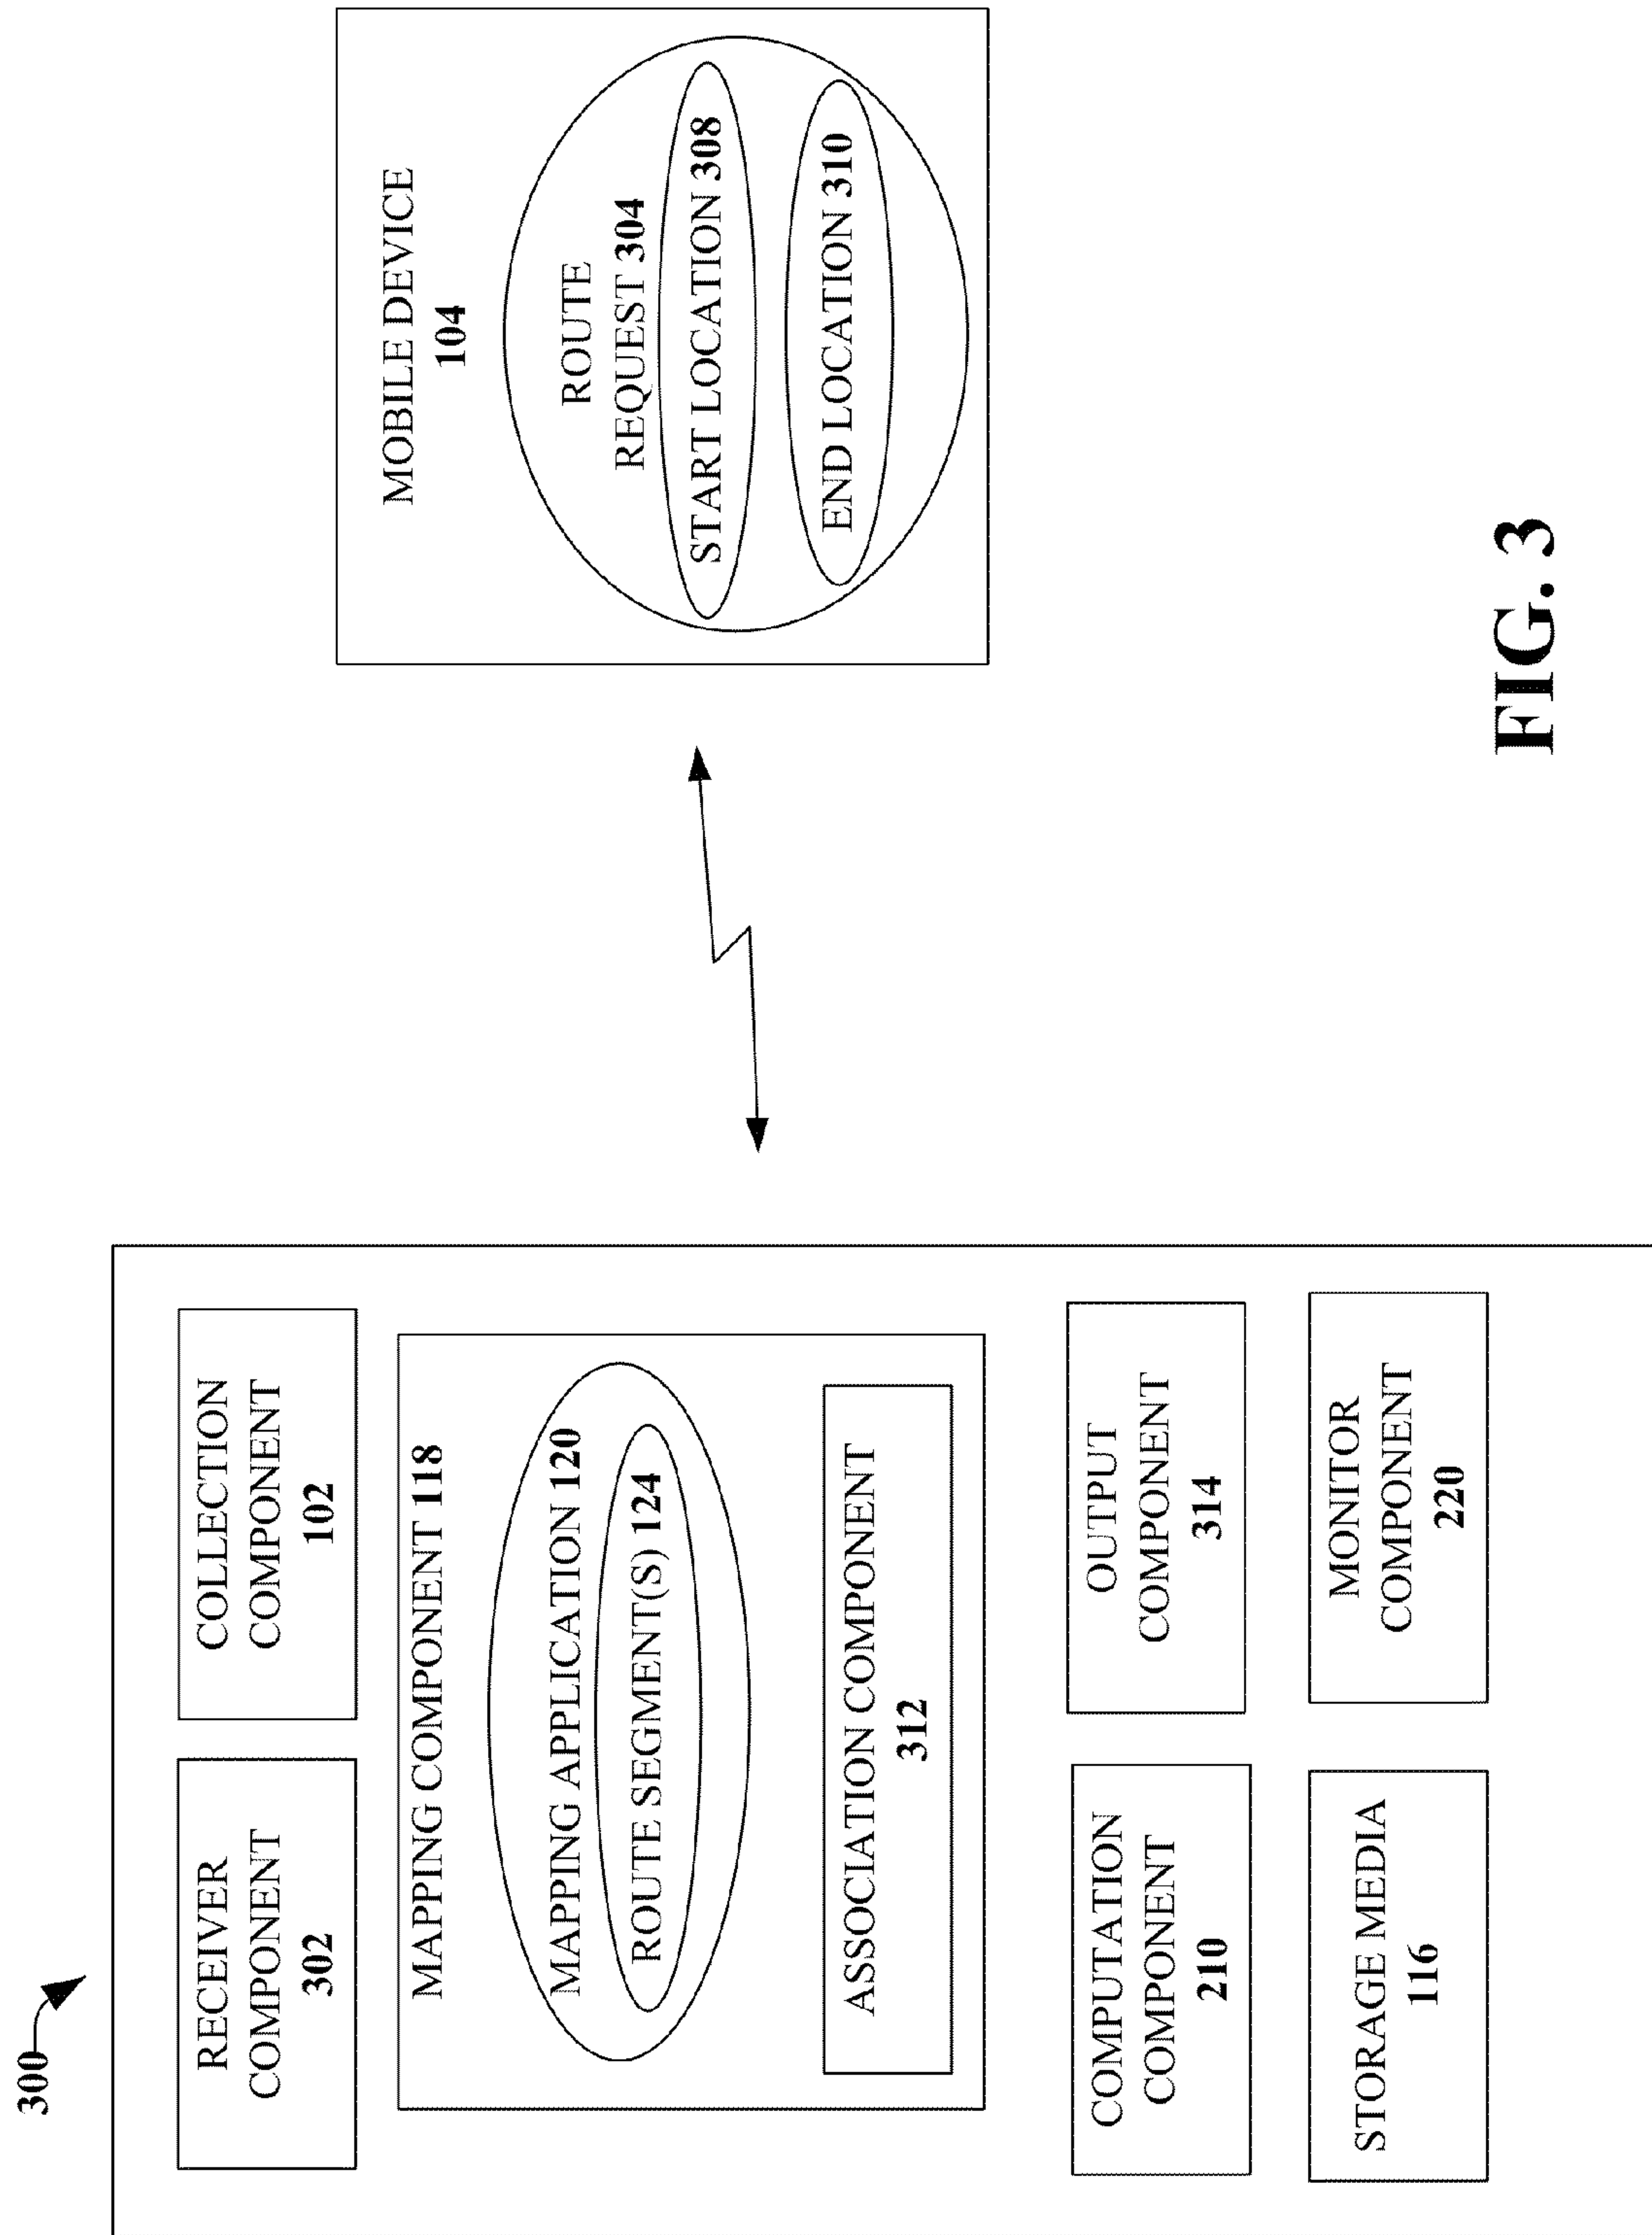 300
RECEIVER
COMPONENT
302
COLLECTION
COMPONENT
102
MAPPING COMPONENT 118
MAPPING APPLICATION 120
ROUTE SEGMENT(S) 124
ASSOCIATION COMPONENT
312
COMPUTATION
COMPONENT
210
OUTPUT
COMPONENT
314
STORAGE MEDIA
116
MONITOR
COMPONENT
220
MOBILE DEVICE
104
ROUTE
REQUEST 304
START LOCATION 308
END LOCATION 310
FIG. 3